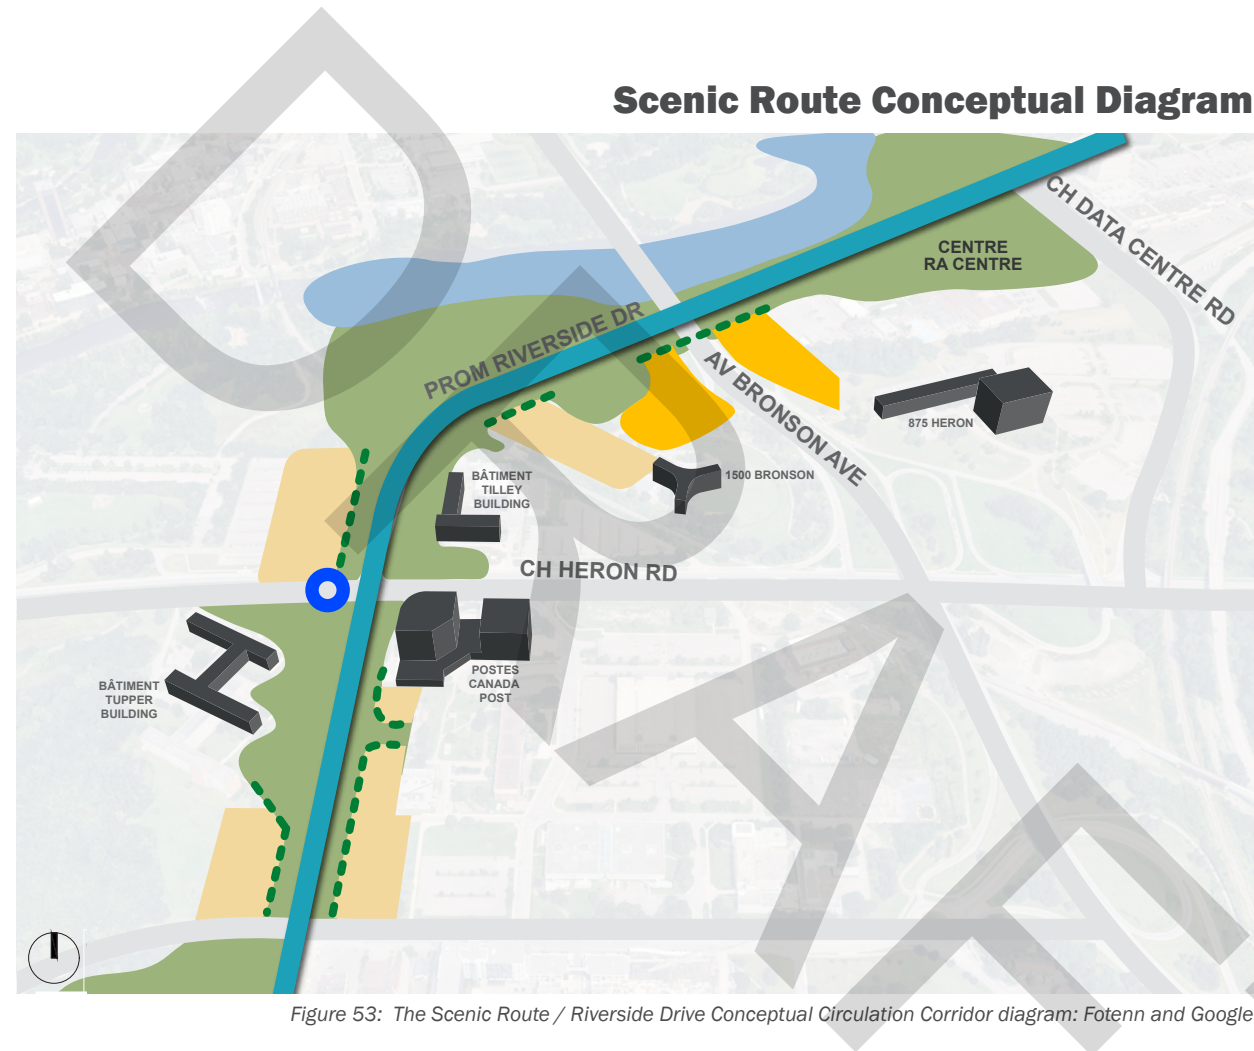 Scenic Route Conceptual Diagram
CH DATA CENTRE RD
CENTRE
RA CENTRE
PROM RIVERSIDE DR
AV BRONSON AVE
875 HERON
1500 BRONSON
BÂTIMENT
TILLEY
BUILDING
CH HERON RD
BÂTIMENT
TUPPER
BUILDING
POSTES
CANADA
POST
DRAFT
Figure 53: The Scenic Route / Riverside Drive Conceptual Circulation Corridor diagram: Fotenn and Google